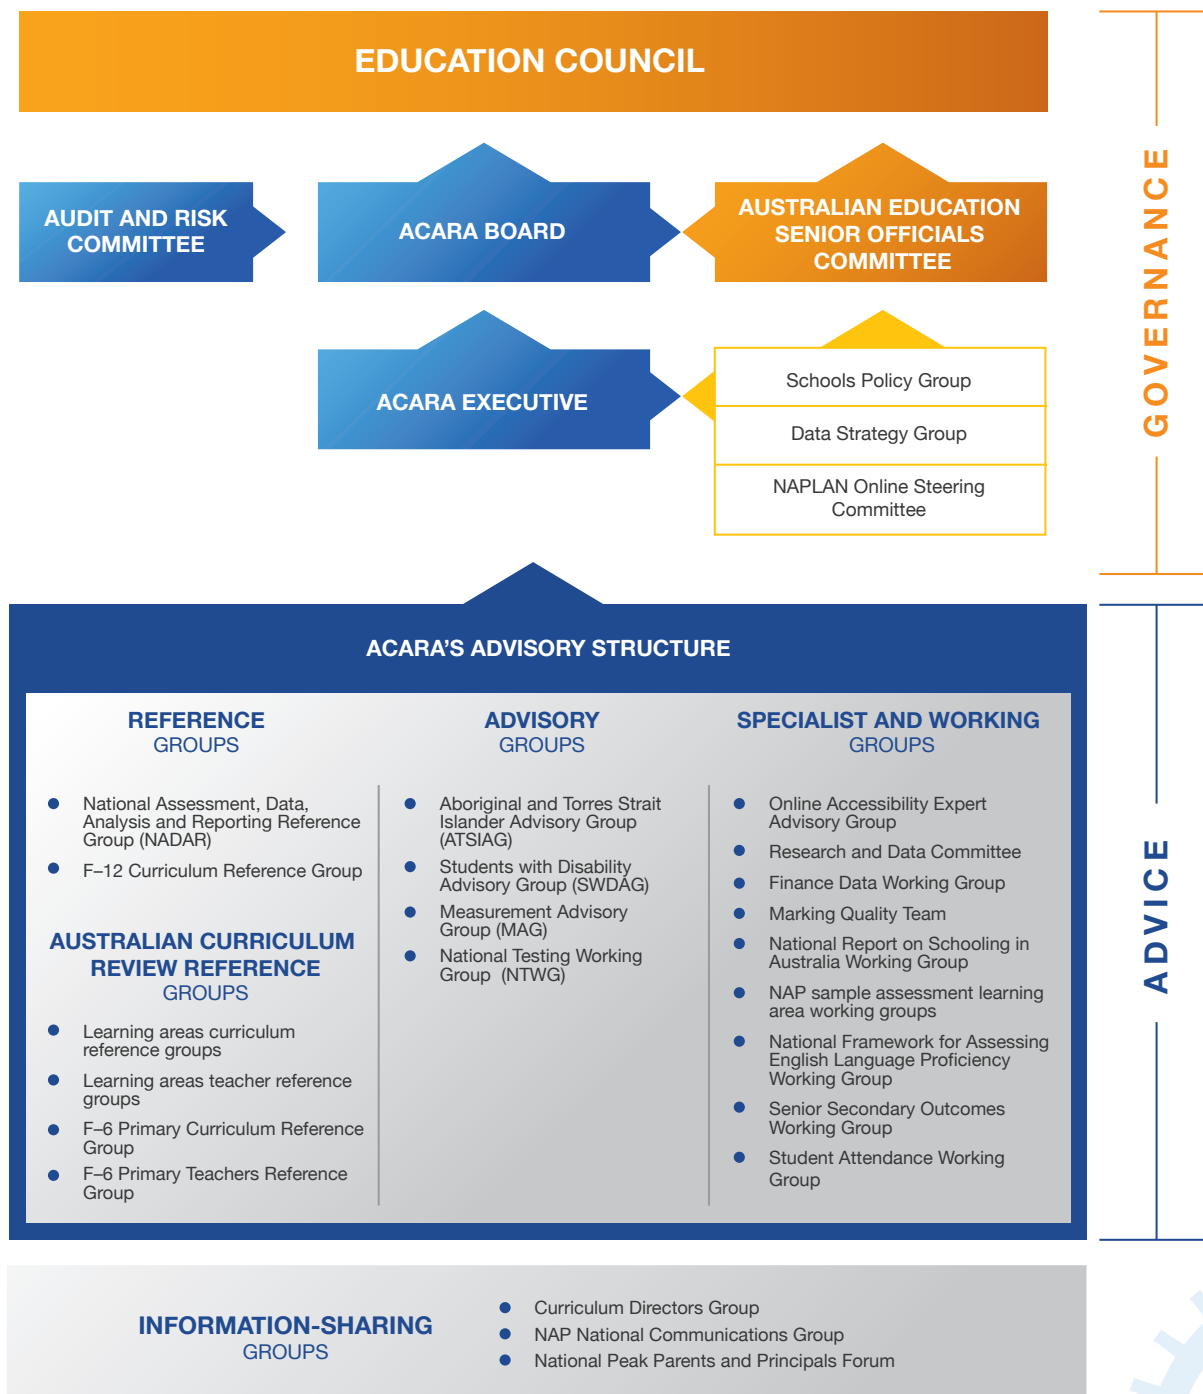 EDUCATION COUNCIL
AUDIT AND RISK
COMMITTEE
ACARA BOARD
AUSTRALIAN EDUCATION
SENIOR OFFICIALS
COMMITTEE
ACARA EXECUTIVE
Schools Policy Group
Data Strategy Group
NAPLAN Online Steering
Committee
GOVERNANCE
ACARA'S ADVISORY STRUCTURE
REFERENCE
GROUPS
National Assessment, Data,
Analysis and Reporting Reference
Group (NADAR)
F–12 Curriculum Reference Group
AUSTRALIAN CURRICULUM
REVIEW REFERENCE
GROUPS
Learning areas curriculum
reference groups
Learning areas teacher reference
groups
F–6 Primary Curriculum Reference
Group
F–6 Primary Teachers Reference
Group
ADVISORY
GROUPS
Aboriginal and Torres Strait
Islander Advisory Group
(ATSIAG)
Students with Disability
Advisory Group (SWDAG)
Measurement Advisory
Group (MAG)
National Testing Working
Group (NTWG)
SPECIALIST AND WORKING
GROUPS
Online Accessibility Expert
Advisory Group
Research and Data Committee
Finance Data Working Group
Marking Quality Team
National Report on Schooling in
Australia Working Group
NAP sample assessment learning
area working groups
National Framework for Assessing
English Language Proficiency
Working Group
Senior Secondary Outcomes
Working Group
Student Attendance Working
Group
ADVICE
INFORMATION-SHARING
GROUPS
Curriculum Directors Group
NAP National Communications Group
National Peak Parents and Principals Forum